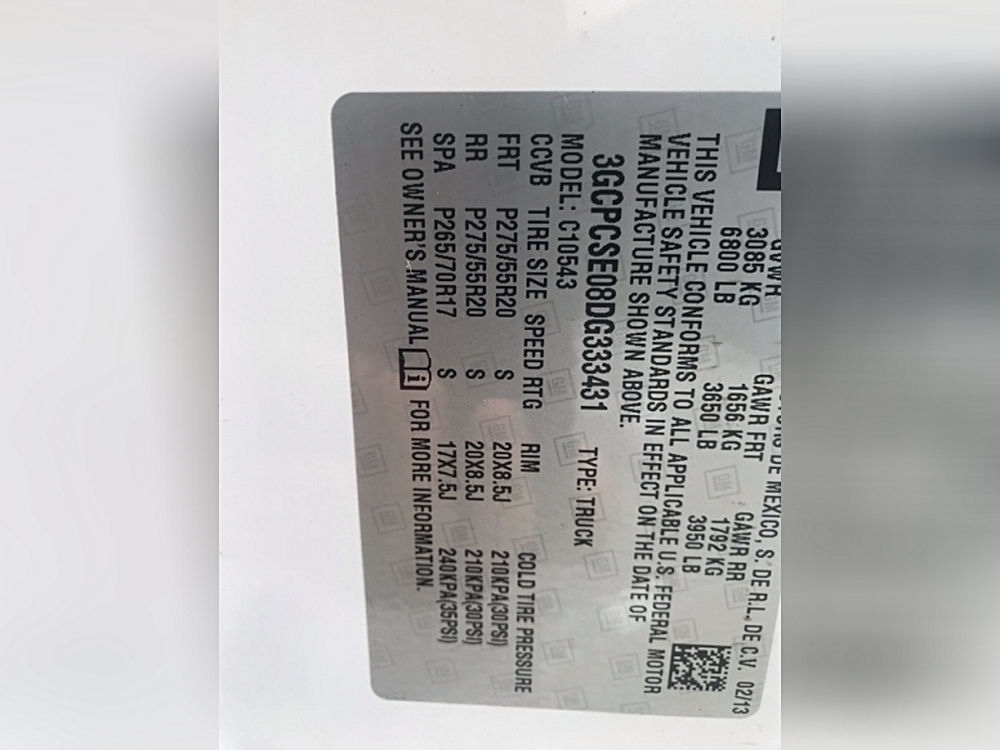 DE MEXICO, S. DE R.L. DE C.V. 02/13
GVWR GAWR FRT GAWR RR
3085 KG 1656 KG 1792 KG
6800 LB 3650 LB 3950 LB
THIS VEHICLE CONFORMS TO ALL APPLICABLE U.S. FEDERAL MOTOR
VEHICLE SAFETY STANDARDS IN EFFECT ON THE DATE OF
MANUFACTURE SHOWN ABOVE.
3GCPCSE08DG333431 TYPE: TRUCK
MODEL: C10543
CCVB TIRE SIZE SPEED RTG RIM COLD TIRE PRESSURE
FRT P275/55R20 S 20X8.5J 210KPA(30PSI)
RR P275/55R20 S 20X8.5J 210KPA(30PSI)
SPA P265/70R17 S 17X7.5J 240KPA(35PSI)
SEE OWNER'S MANUAL FOR MORE INFORMATION.